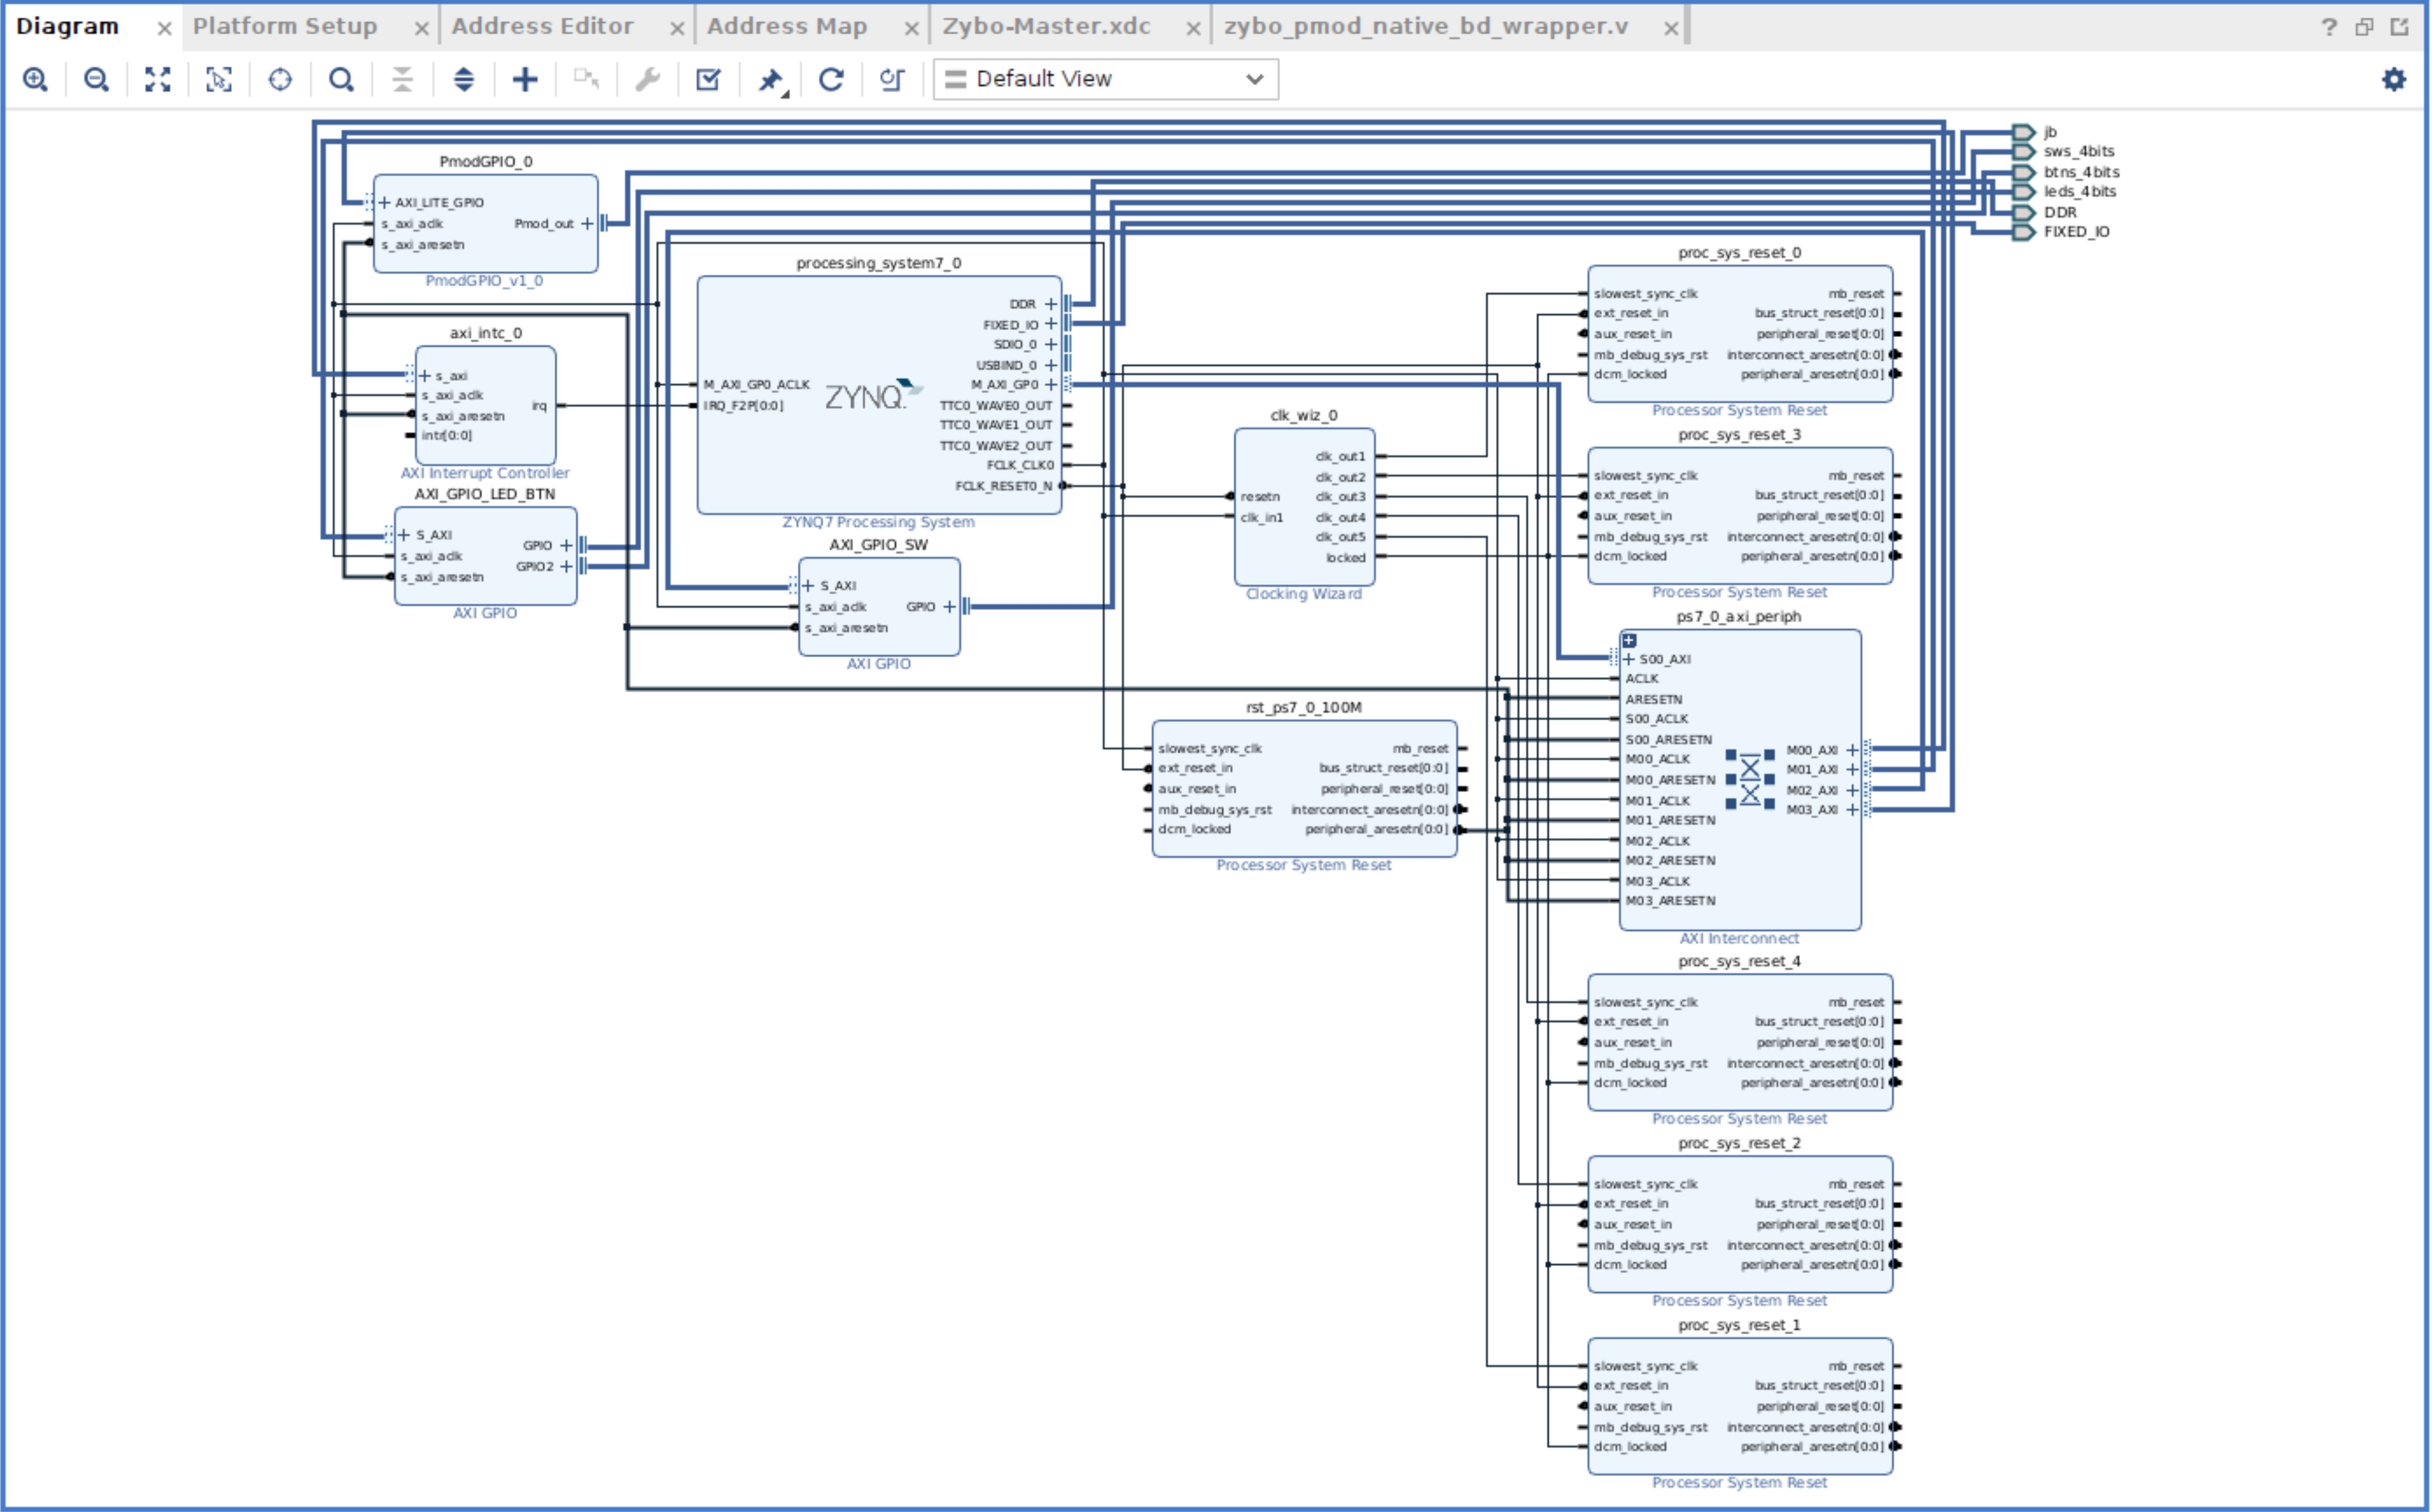 Diagram
Platform Setup
Address Editor
Address Map
Zybo-Master.xdc
zybo_pmod_native_bd_wrapper.v
?
Default View
jb
sws_4bits
btns_4bits
leds_4bits
DDR
FIXED_IO
PmodGPIO_0
AXI_LITE_GPIO
s_axi_aclk
s_axi_aresetn
Pmod_out
PmodGPIO_v1_0
axi_intc_0
s_axi
s_axi_aclk
s_axi_aresetn
intr[0:0]
irq
AXI Interrupt Controller
AXI_GPIO_LED_BTN
S_AXI
s_axi_aclk
s_axi_aresetn
GPIO
GPIO2
AXI GPIO
processing_system7_0
M_AXI_GP0_ACLK
IRQ_F2P[0:0]
ZYNQ.
DDR
FIXED_IO
SDIO_0
USBIND_0
M_AXI_GP0
TTC0_WAVE0_OUT
TTC0_WAVE1_OUT
TTC0_WAVE2_OUT
FCLK_CLK0
FCLK_RESET0_N
ZYNQ7 Processing System
AXI_GPIO_SW
S_AXI
s_axi_aclk
s_axi_aresetn
GPIO
AXI GPIO
clk_wiz_0
resetn
clk_in1
clk_out1
clk_out2
clk_out3
clk_out4
clk_out5
locked
Clocking Wizard
rst_ps7_0_100M
slowest_sync_clk
ext_reset_in
aux_reset_in
mb_debug_sys_rst
dcm_locked
mb_reset
bus_struct_reset[0:0]
peripheral_reset[0:0]
interconnect_aresetn[0:0]
peripheral_aresetn[0:0]
Processor System Reset
proc_sys_reset_0
slowest_sync_clk
ext_reset_in
aux_reset_in
mb_debug_sys_rst
dcm_locked
mb_reset
bus_struct_reset[0:0]
peripheral_reset[0:0]
interconnect_aresetn[0:0]
peripheral_aresetn[0:0]
Processor System Reset
proc_sys_reset_3
slowest_sync_clk
ext_reset_in
aux_reset_in
mb_debug_sys_rst
dcm_locked
mb_reset
bus_struct_reset[0:0]
peripheral_reset[0:0]
interconnect_aresetn[0:0]
peripheral_aresetn[0:0]
Processor System Reset
ps7_0_axi_periph
S00_AXI
ACLK
ARESETN
S00_ACLK
S00_ARESETN
M00_ACLK
M00_ARESETN
M01_ACLK
M01_ARESETN
M02_ACLK
M02_ARESETN
M03_ACLK
M03_ARESETN
M00_AXI
M01_AXI
M02_AXI
M03_AXI
AXI Interconnect
proc_sys_reset_4
slowest_sync_clk
ext_reset_in
aux_reset_in
mb_debug_sys_rst
dcm_locked
mb_reset
bus_struct_reset[0:0]
peripheral_reset[0:0]
interconnect_aresetn[0:0]
peripheral_aresetn[0:0]
Processor System Reset
proc_sys_reset_2
slowest_sync_clk
ext_reset_in
aux_reset_in
mb_debug_sys_rst
dcm_locked
mb_reset
bus_struct_reset[0:0]
peripheral_reset[0:0]
interconnect_aresetn[0:0]
peripheral_aresetn[0:0]
Processor System Reset
proc_sys_reset_1
slowest_sync_clk
ext_reset_in
aux_reset_in
mb_debug_sys_rst
dcm_locked
mb_reset
bus_struct_reset[0:0]
peripheral_reset[0:0]
interconnect_aresetn[0:0]
peripheral_aresetn[0:0]
Processor System Reset